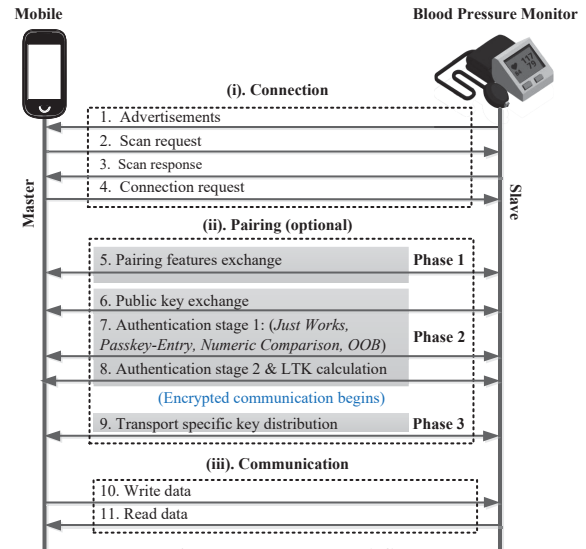 Mobile
Blood Pressure Monitor
117
79
(i). Connection
1. Advertisements
2. Scan request
3. Scan response
4. Connection request
Master
Slave
(ii). Pairing (optional)
5. Pairing features exchange
Phase 1
6. Public key exchange
7. Authentication stage 1: (Just Works,
Passkey-Entry, Numeric Comparison, OOB)
Phase 2
8. Authentication stage 2 & LTK calculation
(Encrypted communication begins)
9. Transport specific key distribution
Phase 3
(iii). Communication
10. Write data
11. Read data